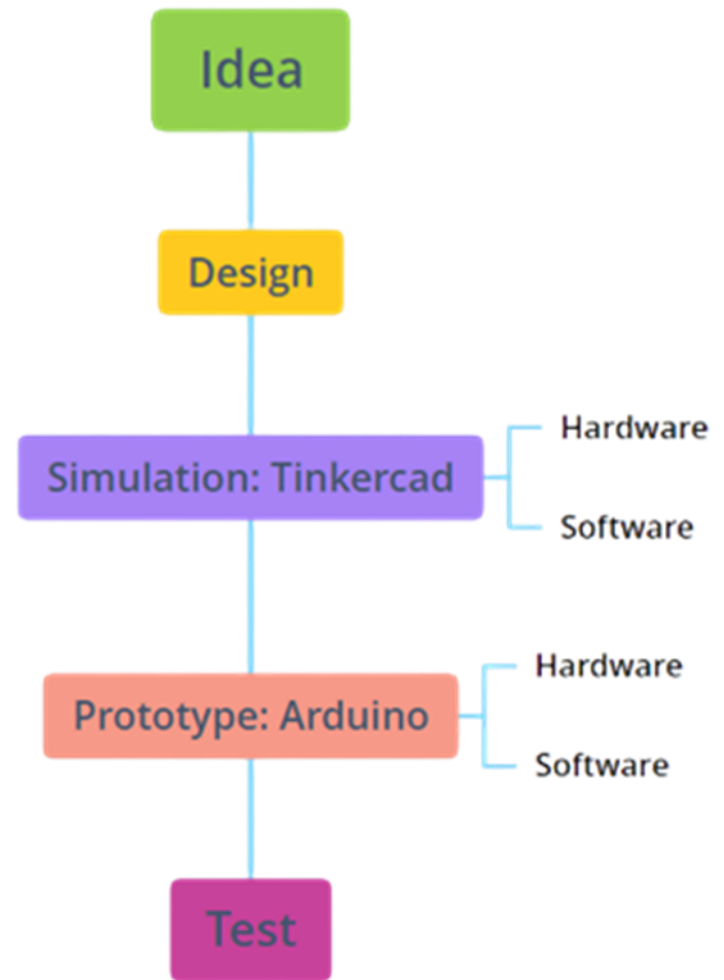 Idea
Design
Simulation: Tinkercad
Hardware
Software
Prototype: Arduino
Hardware
Software
Test